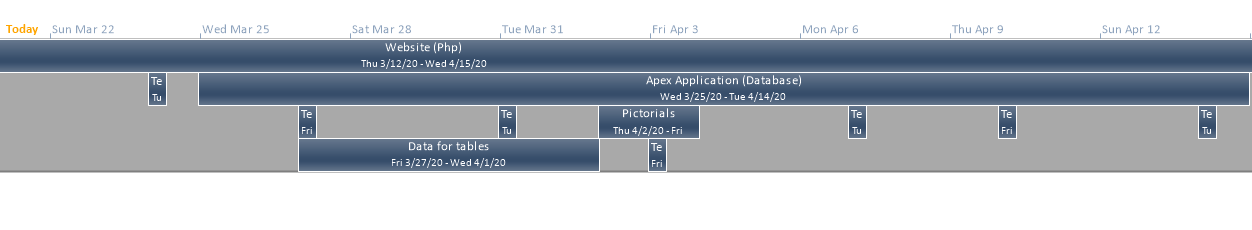 Today
Sun Mar 22
Wed Mar 25
Sat Mar 28
Tue Mar 31
Fri Apr 3
Mon Apr 6
Thu Apr 9
Sun Apr 12
Website (Php)
Thu 3/12/20 - Wed 4/15/20
Te
Tu
Apex Application (Database)
Wed 3/25/20 - Tue 4/14/20
Te
Fri
Te
Tu
Pictorials
Thu 4/2/20 - Fri
Te
Tu
Te
Fri
Te
Tu
Data for tables
Fri 3/27/20 - Wed 4/1/20
Te
Fri